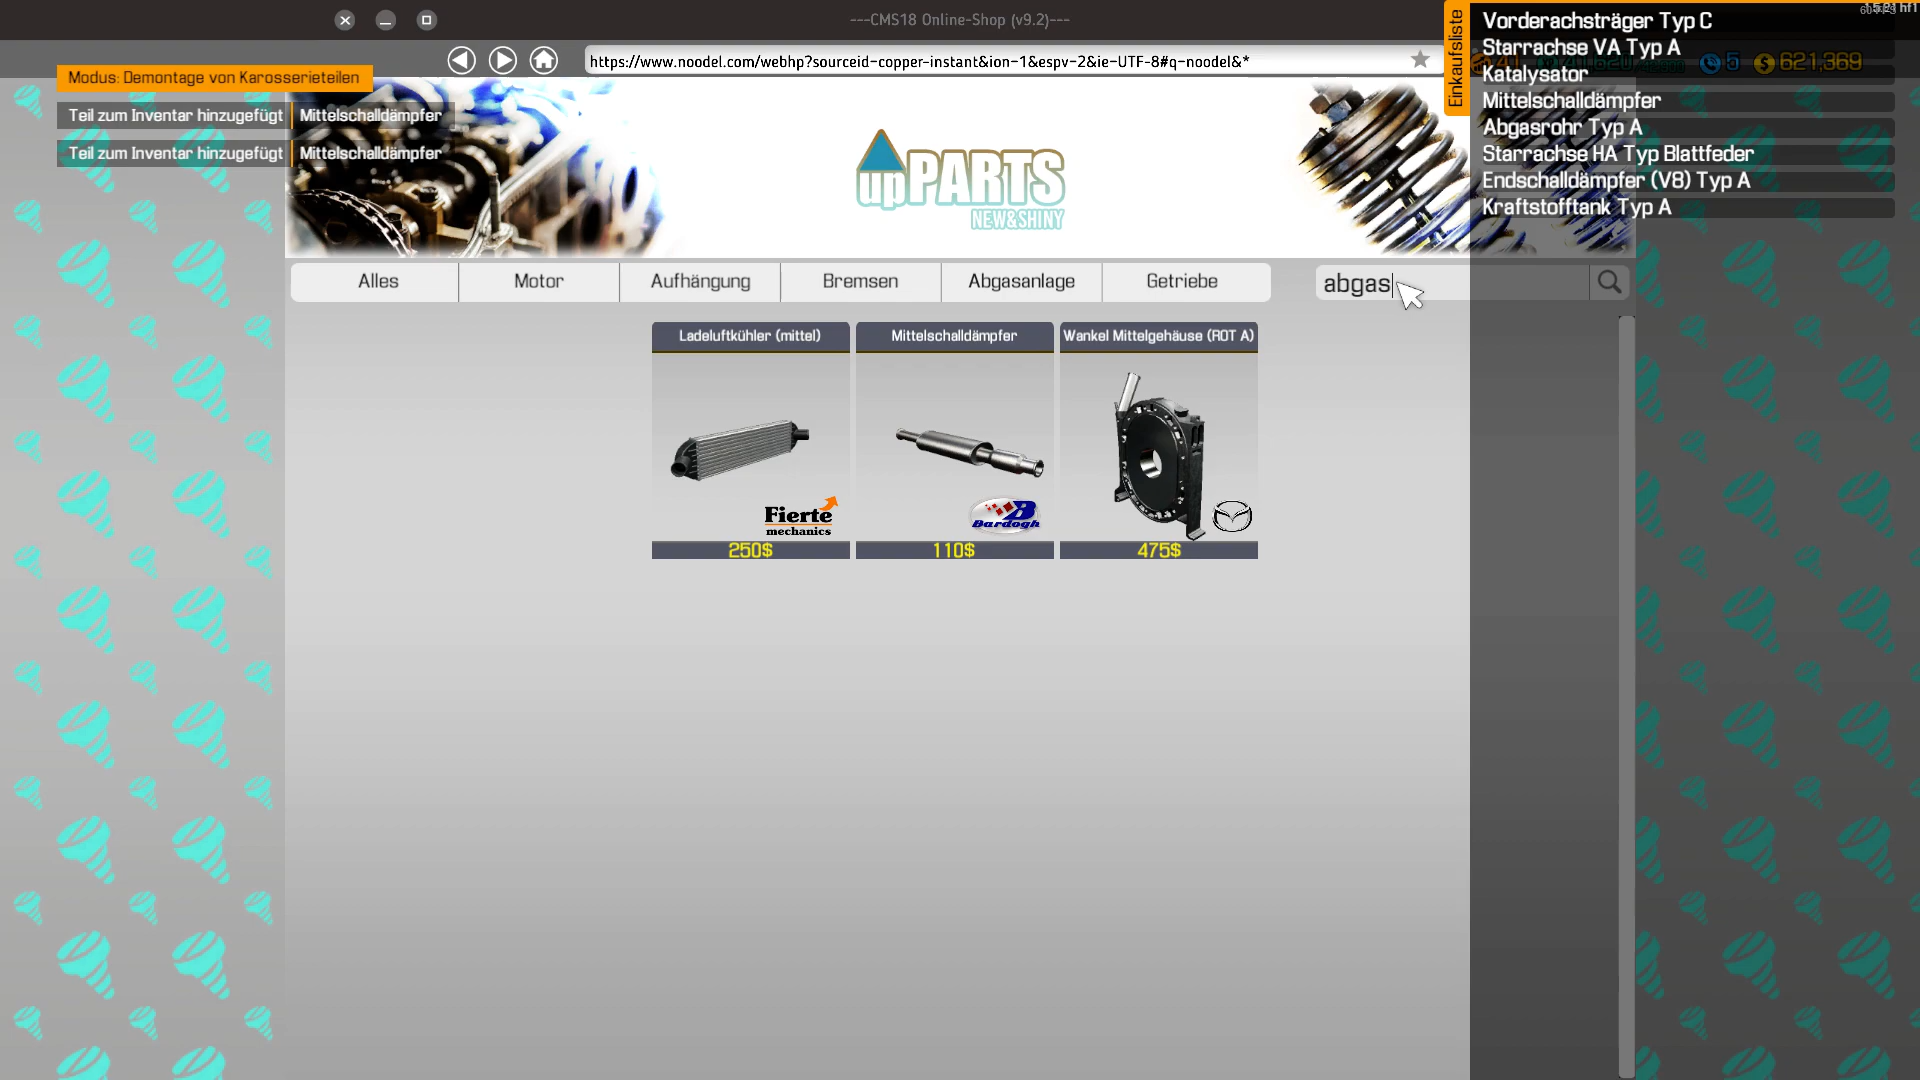 ---CMS18 Online-Shop (v9.2)---
https://www.noodel.com/webhp?sourceid-copper-instant&ion-1&espv-2&ie-UTF-8#q-noodel&*
Modus: Demontage von Karosserieteilen
Teil zum Inventar hinzugefügt Mittelschalldämpfer
Teil zum Inventar hinzugefügt Mittelschalldämpfer
upPARTS
NEW&SHINY
Einkaufsliste
Vorderachsträger Typ C
Starrachse VA Typ A
Katalysator
Mittelschalldämpfer
Abgasrohr Typ A
Starrachse HA Typ Blattfeder
Endschalldämpfer (V8) Typ A
Kraftstofftank Typ A
41
5
621,369
Alles Motor Aufhängung Bremsen Abgasanlage Getriebe
abgas
Ladeluftkühler (mittel) Mittelschalldämpfer Wankel Mittelgehäuse (ROT A)
Fierte
mechanics
Bardogh
250$ 110$ 475$